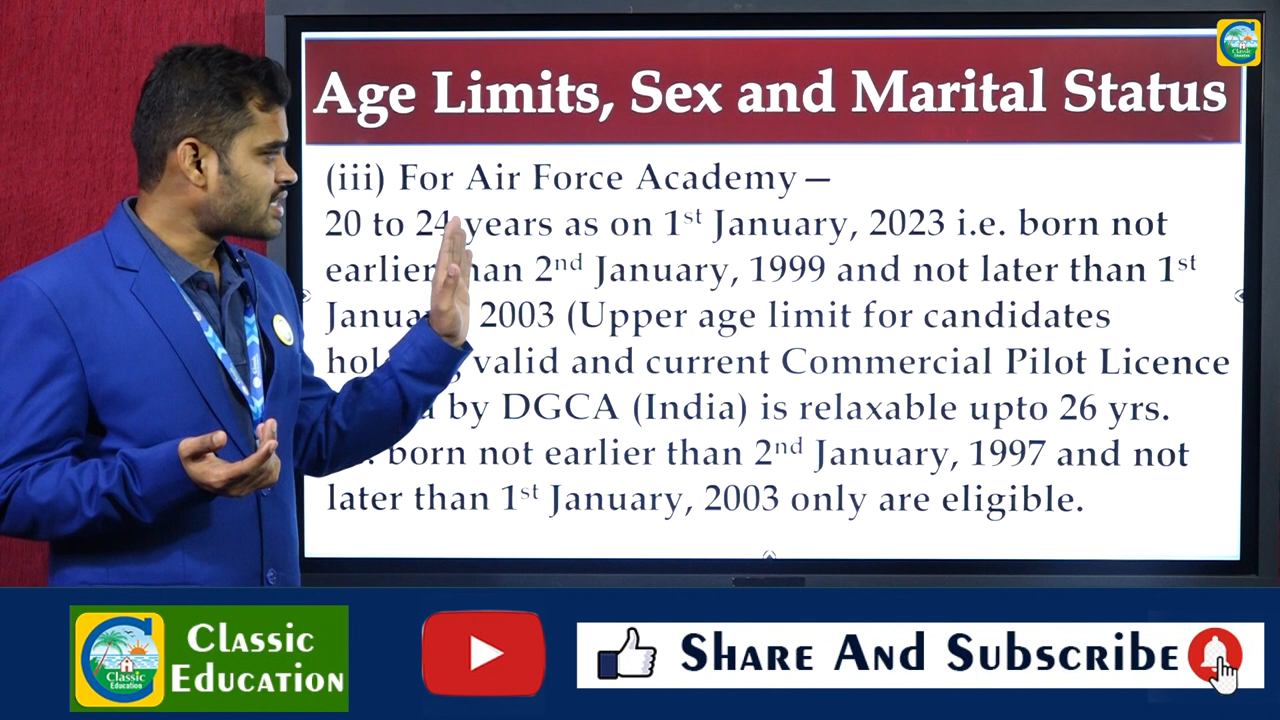 Age Limits, Sex and Marital Status
(iii) For Air Force Academy –
20 to 24 years as on 1st January, 2023 i.e. born not
earlier than 2nd January, 1999 and not later than 1st
2003 (Upper age limit for candidates
valid and current Commercial Pilot Licence
by DGCA (India) is relaxable upto 26 yrs.
born not earlier than 2nd January, 1997 and not
later than 1st January, 2003 only are eligible.
Classic
Education
Classic
Education
Share And Subscribe